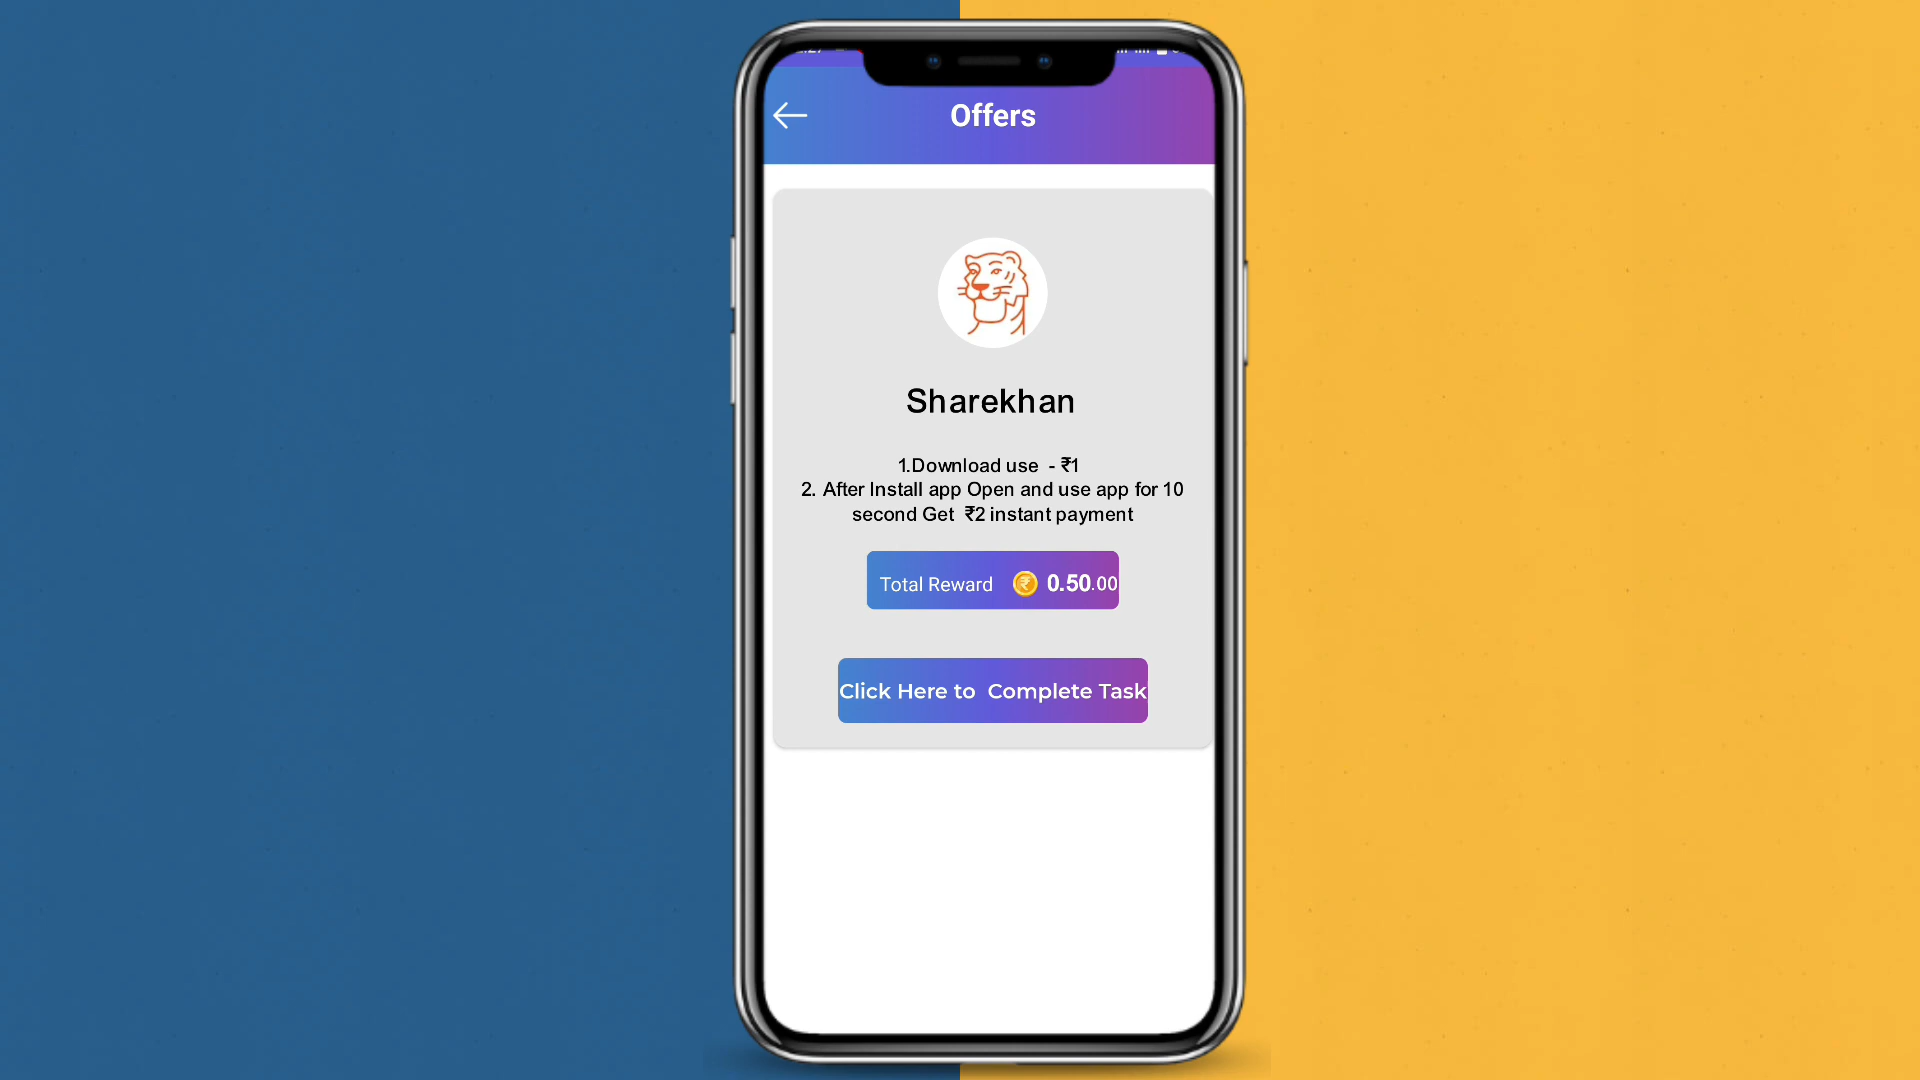 Offers
Sharekhan
1.Download use - ₹1
2. After Install app Open and use app for 10
second Get ₹2 instant payment
Total Reward 0.50.00
Click Here to Complete Task